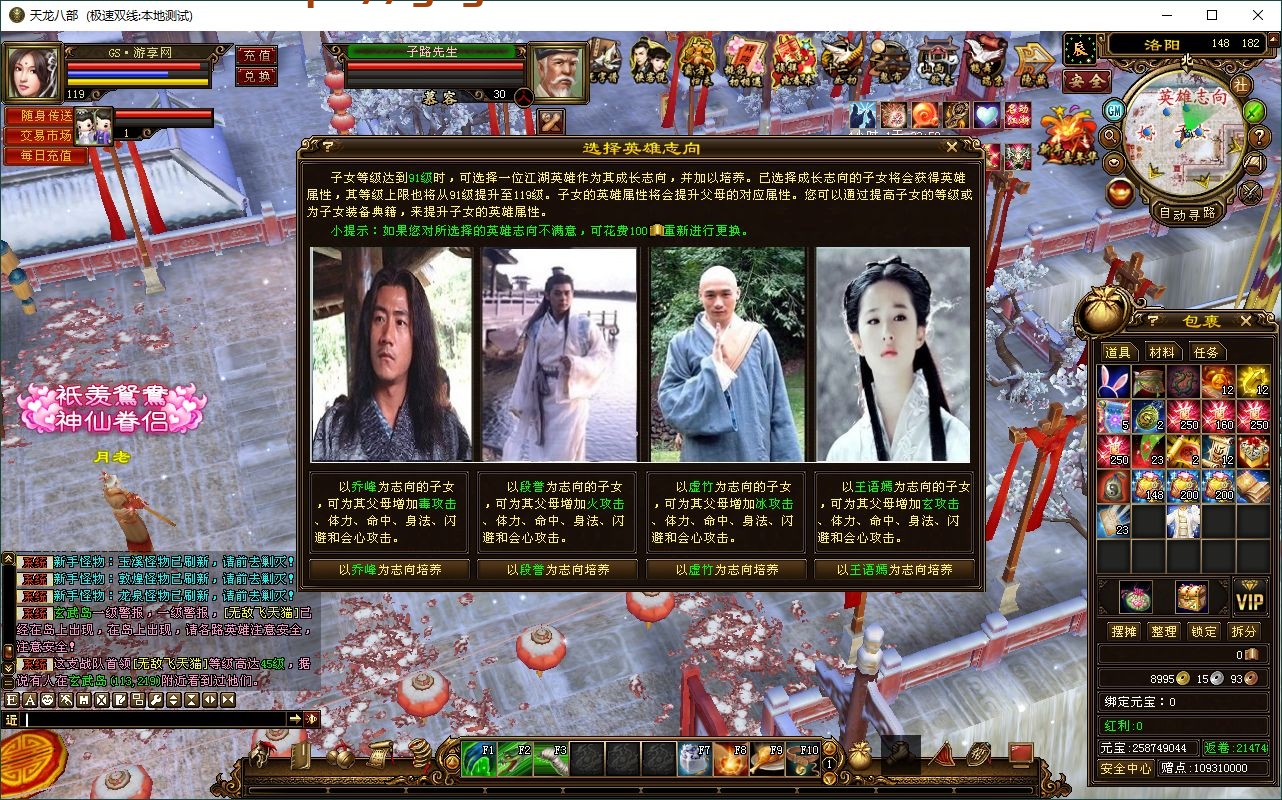 天龙八部 (极速双线:本地测试)
GS·游享网
119
充值
兑换
子路先生
慕容
30
随身传送
交易市场
每日充值
1
辰
洛阳 148 182
安全
北
英雄志向
社
GM
自动寻路
名动江湖
选择英雄志向
子女等级达到91级时，可选择一位江湖英雄作为其成长志向，并加以培养。已选择成长志向的子女将会获得英雄
属性，其等级上限也将从91级提升至119级。子女的英雄属性将会提升父母的对应属性。您可以通过提高子女的等级或
为子女装备典籍，来提升子女的英雄属性。
小提示：如果您对所选择的英雄志向不满意，可花费100重新进行更换。
以乔峰为志向的子女
，可为其父母增加毒攻击
、体力、命中、身法、闪
避和会心攻击。
以段誉为志向的子女
，可为其父母增加火攻击
、体力、命中、身法、闪
避和会心攻击。
以虚竹为志向的子女
，可为其父母增加冰攻击
、体力、命中、身法、闪
避和会心攻击。
以王语嫣为志向的子女
，可为其父母增加玄攻击
、体力、命中、身法、闪
避和会心攻击。
以乔峰为志向培养
以段誉为志向培养
以虚竹为志向培养
以王语嫣为志向培养
祗羡鴛鴦
神仙眷侣
月老
系统 新手怪物：玉溪怪物已刷新，请前去剿灭！
系统 新手怪物：敦煌怪物已刷新，请前去剿灭！
系统 新手怪物：龙泉怪物已刷新，请前去剿灭！
系统 玄武岛一级警报，一级警报，[无敌飞天猫]已
经在岛上出现，在岛上出现，请各路英雄注意安全，
注意安全！
系统 这支战队首领[无敌飞天猫]等级高达45级，据
说有人在玄武岛(113,219)附近看到过他们。
近
F1
F2
F3
F7
F8
F9
F10
1
包裹
道具
材料
任务
12
12
5
2
250
160
250
250
23
2
12
148
200
200
23
VIP
摆摊
整理
锁定
拆分
0
8995 15 93
绑定元宝：0
红利:0
元宝:258749044
返卷:21474
安全中心
赠点:109310000